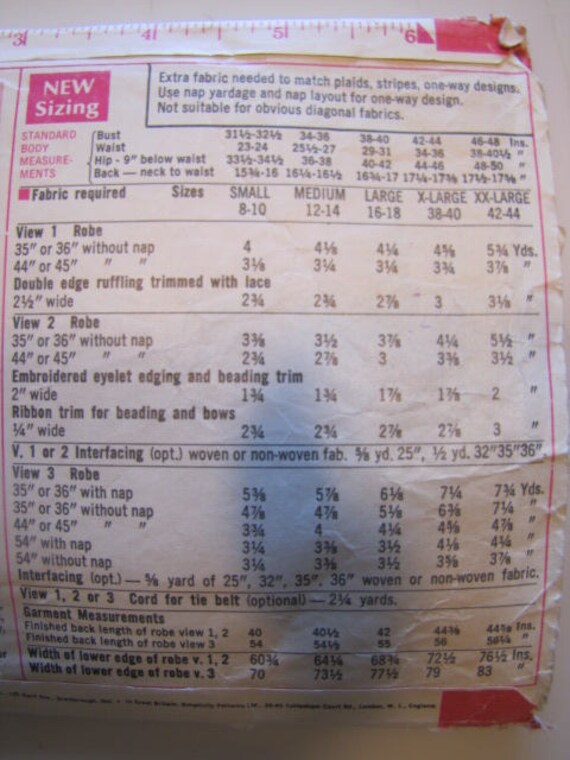 3 4 5 6
NEW
Sizing
Extra fabric needed to match plaids, stripes, one-way designs.
Use nap yardage and nap layout for one-way design.
Not suitable for obvious diagonal fabrics.
STANDARD BODY MEASURE-MENTS
Bust 31½-32½ 34-36 38-40 42-44 46-48 Ins.
Waist 23-24 25½-27 29-31 34-36 38-40½ "
Hip - 9" below waist 33½-34½ 36-38 40-42 44-46 48-50 "
Back — neck to waist 15¾-16 16¼-16½ 16¾-17 17¼-17⅜ 17½-17⅝ "
Fabric required Sizes SMALL MEDIUM LARGE X-LARGE XX-LARGE
8-10 12-14 16-18 38-40 42-44
View 1 Robe
35" or 36" without nap 4 4⅛ 4¼ 4⅜ 5¾ Yds.
44" or 45" " " 3⅛ 3¼ 3¼ 3¾ 3⅞ "
Double edge ruffling trimmed with lace
2½" wide 2¾ 2¾ 2⅞ 3 3⅛ "
View 2 Robe
35" or 36" without nap 3⅜ 3½ 3⅞ 4¼ 5½ "
44" or 45" " " 2¾ 2⅞ 3 3⅜ 3½ "
Embroidered eyelet edging and beading trim
2" wide 1¾ 1¾ 1⅞ 1⅞ 2 "
Ribbon trim for beading and bows
¼" wide 2¾ 2¾ 2⅞ 2⅞ 3 "
V. 1 or 2 Interfacing (opt.) woven or non-woven fab. ⅝ yd. 25", ½ yd. 32"35"36".
View 3 Robe
35" or 36" with nap 5⅜ 5⅞ 6⅛ 7¼ 7¾ Yds.
35" or 36" without nap 4⅞ 4⅞ 5⅛ 6⅜ 7¼ "
44" or 45" " " 3¾ 4 4¼ 4⅝ 4⅞ "
54" with nap 3¼ 3⅜ 3½ 4⅛ 4¼ "
54" without nap 3¼ 3⅜ 3½ 3⅝ 3⅞ "
Interfacing (opt.) — ⅝ yard of 25", 32", 35", 36" woven or non-woven fabric.
View 1, 2 or 3 Cord for tie belt (optional) — 2¼ yards.
Garment Measurements
Finished back length of robe view 1, 2 40 40½ 42 44⅜ 44⅝ Ins.
Finished back length of robe view 3 54 54½ 55 56 56¼ "
Width of lower edge of robe v. 1, 2 60¾ 64¼ 68¾ 72½ 76½ Ins.
Width of lower edge of robe v. 3 70 73½ 77½ 79 83 "
London, W. 1., England